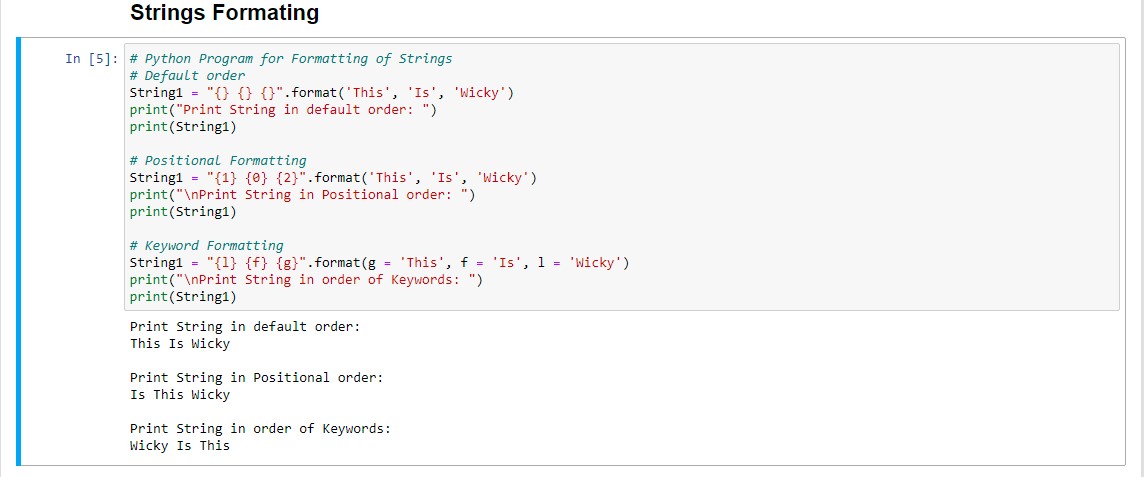 Strings Formating
In [5]: # Python Program for Formatting of Strings
# Default order
String1 = "{} {} {}".format('This', 'Is', 'Wicky')
print("Print String in default order: ")
print(String1)
# Positional Formatting
String1 = "{1} {0} {2}".format('This', 'Is', 'Wicky')
print("\nPrint String in Positional order: ")
print(String1)
# Keyword Formatting
String1 = "{l} {f} {g}".format(g = 'This', f = 'Is', l = 'Wicky')
print("\nPrint String in order of Keywords: ")
print(String1)
Print String in default order:
This Is Wicky
Print String in Positional order:
Is This Wicky
Print String in order of Keywords:
Wicky Is This